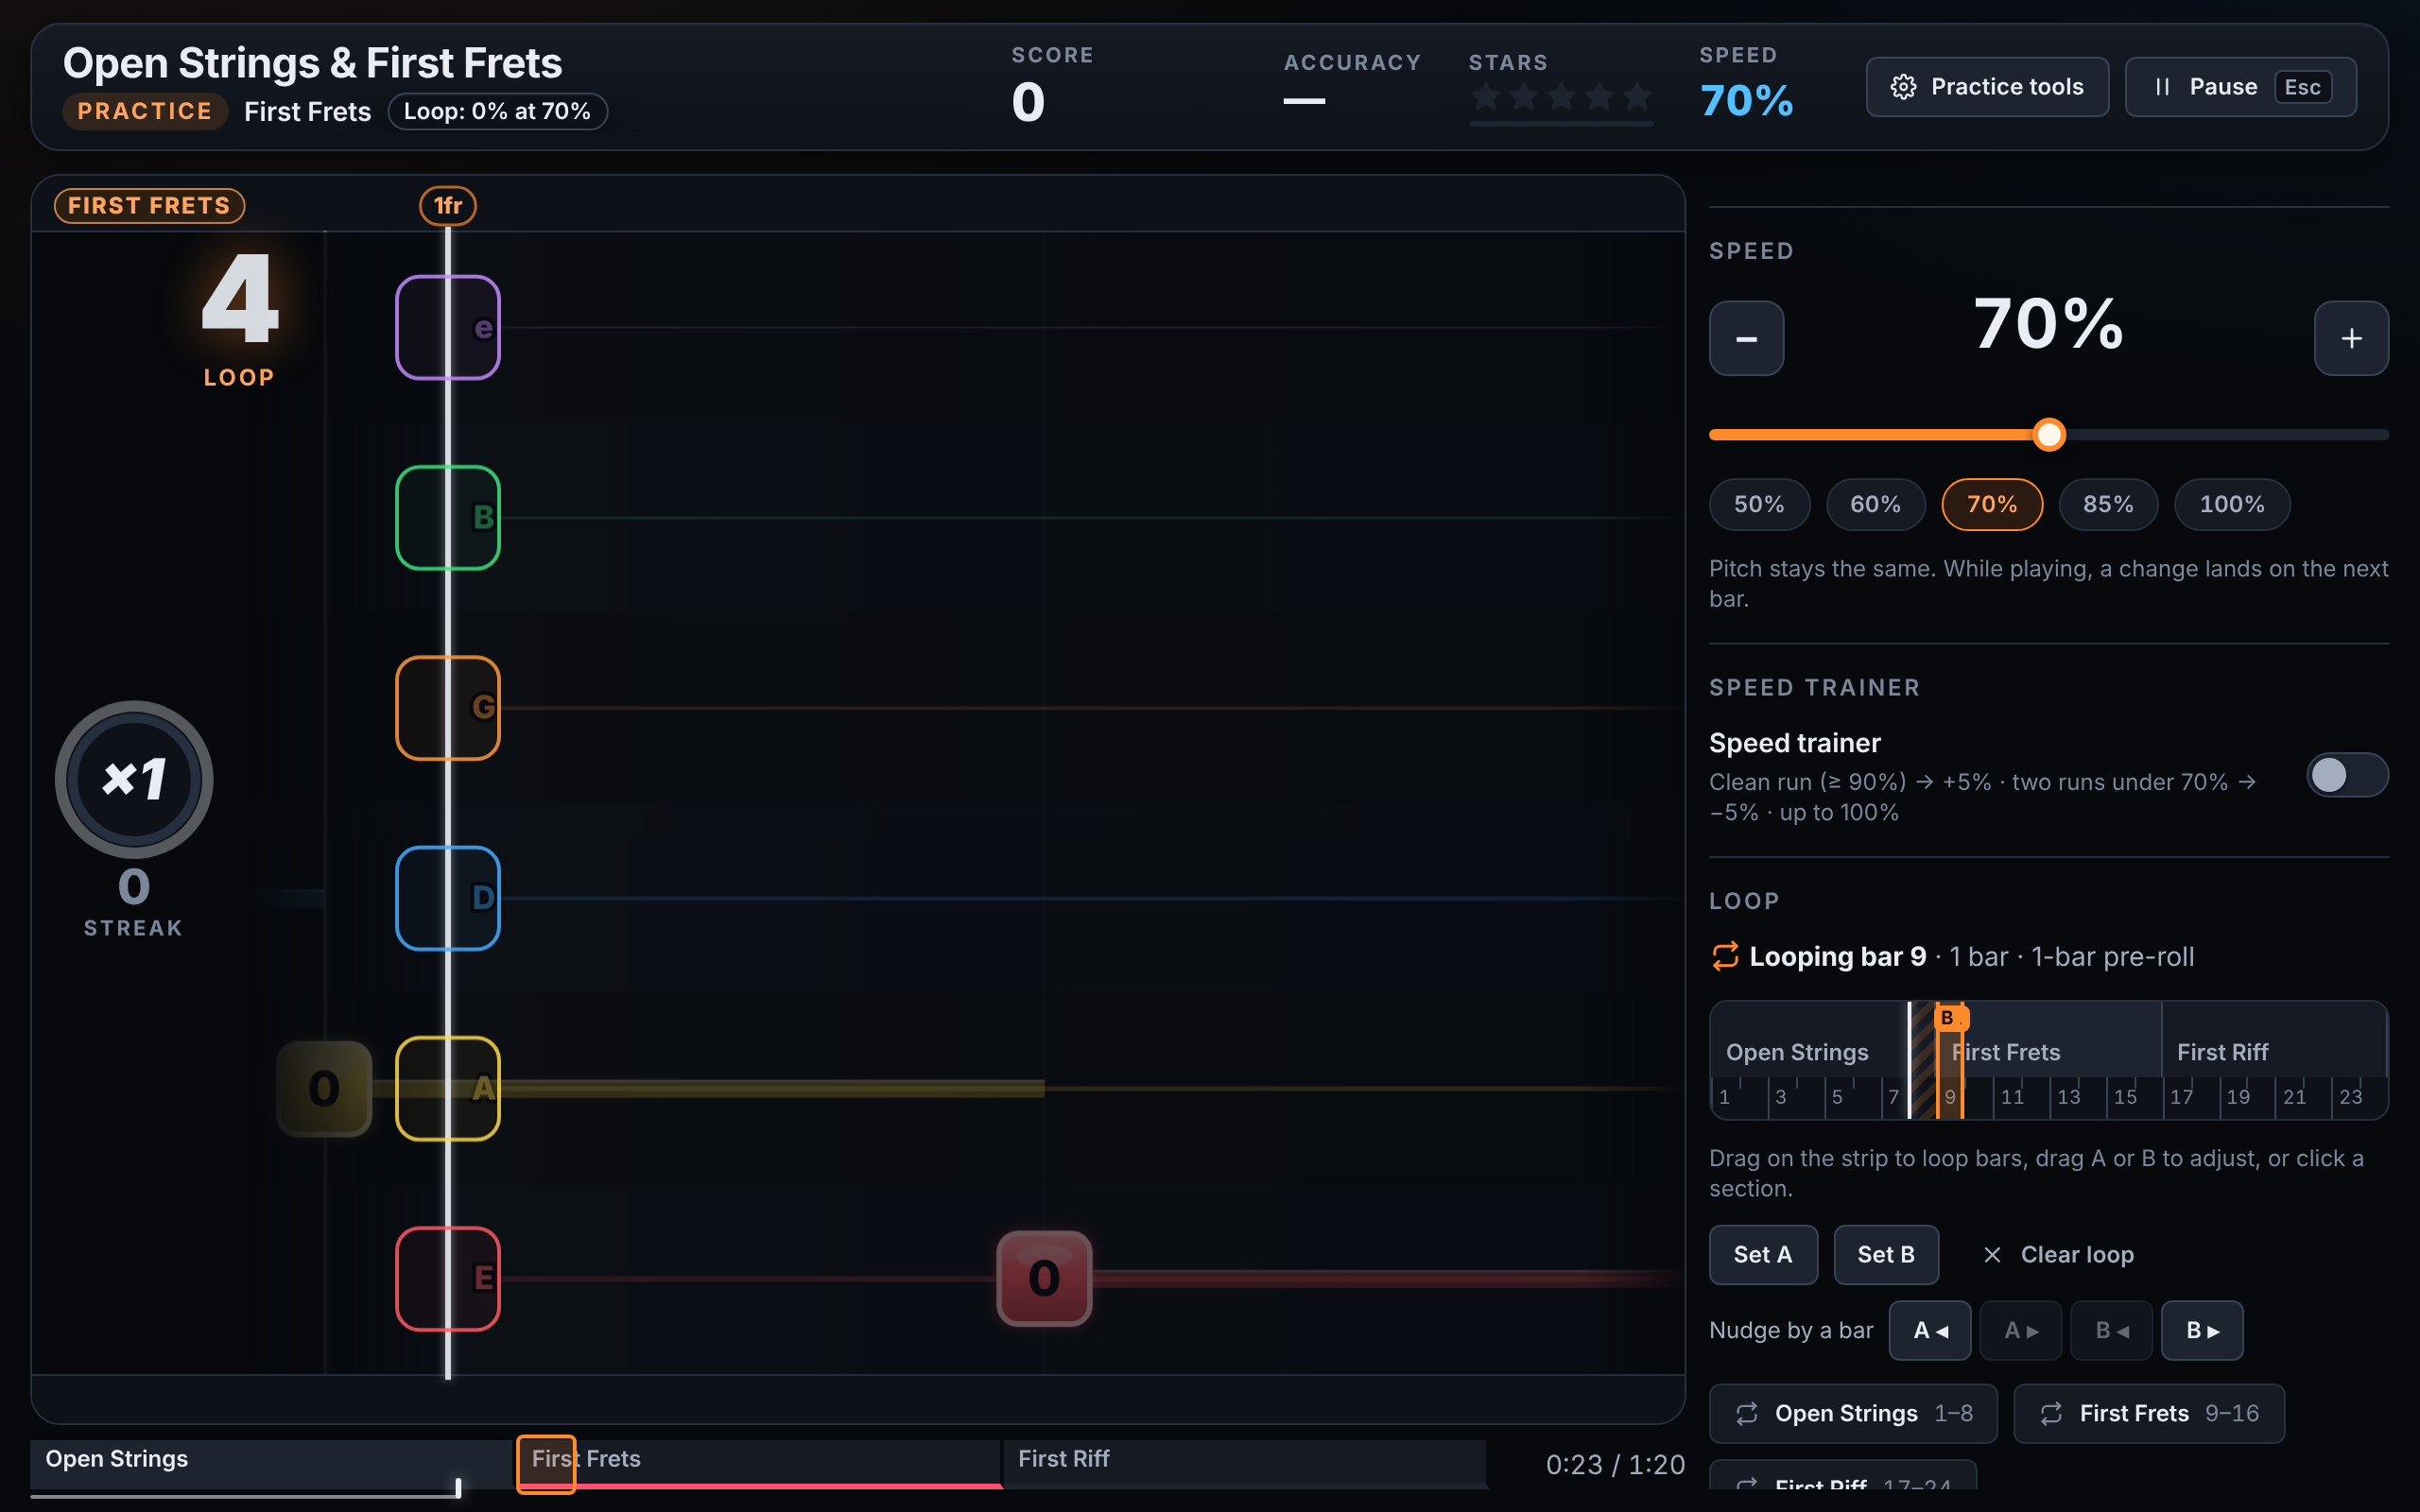 Open Strings & First Frets
PRACTICE First Frets Loop: 0% at 70%
SCORE
0
ACCURACY
—
STARS
SPEED
70%
Practice tools
Pause Esc
FIRST FRETS
1fr
4
LOOP
×1
0
STREAK
e
B
G
D
0 A
E 0
Open Strings First Frets First Riff 0:23 / 1:20
SPEED
− 70% +
50% 60% 70% 85% 100%
Pitch stays the same. While playing, a change lands on the next
bar.
SPEED TRAINER
Speed trainer
Clean run (≥ 90%) → +5% · two runs under 70% →
−5% · up to 100%
LOOP
Looping bar 9 · 1 bar · 1-bar pre-roll
B
Open Strings First Frets First Riff
1 3 5 7 9 11 13 15 17 19 21 23
Drag on the strip to loop bars, drag A or B to adjust, or click a
section.
Set A Set B × Clear loop
Nudge by a bar A ◂ A ▸ B ◂ B ▸
Open Strings 1–8 First Frets 9–16
First Riff 17–24